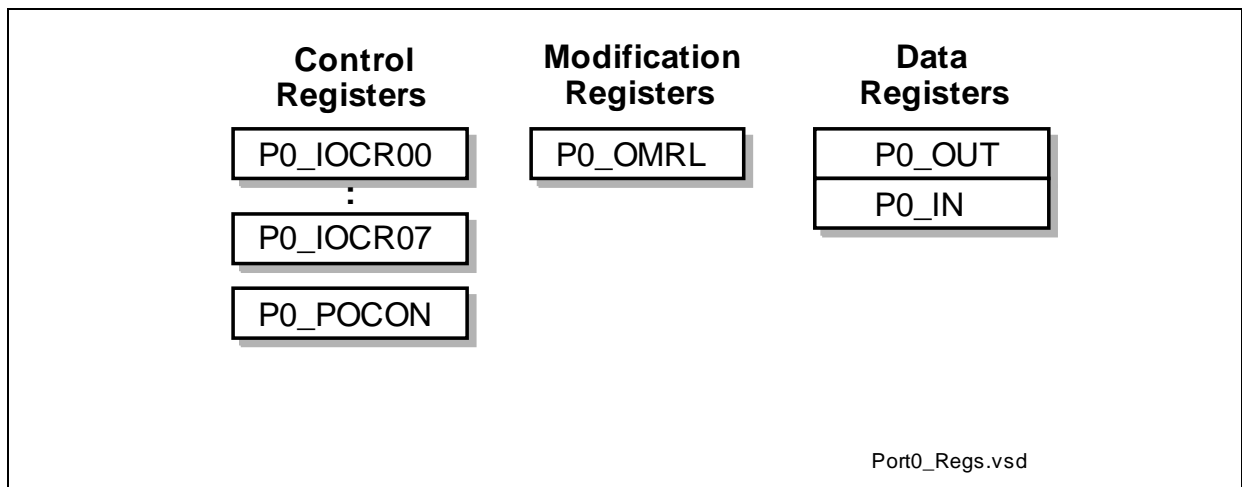 Control
Registers
P0_IOCR00
:
P0_IOCR07
P0_POCON
Modification
Registers
P0_OMRL
Data
Registers
P0_OUT
P0_IN
Port0_Regs.vsd